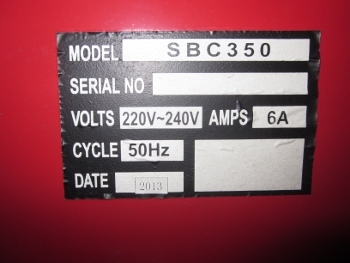 MODEL SBC350
SERIAL NO
VOLTS 220V~240V AMPS 6A
CYCLE 50Hz
DATE 2013